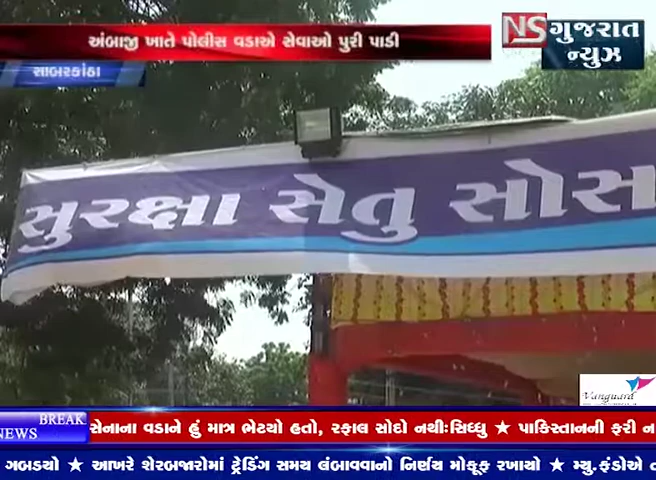 અંબાજી ખાતે પોલીસ વડાએ સેવાઓ પુરી પાડી
NS ગુજરાત
ન્યુઝ
સાબરકાંઠા
સુરક્ષા સેતુ સોસ
Vanguard
BREAK
NEWS
સેનાના વડાને હું માત્ર ભેટયો હતો, રફાલ સોદો નથી:સિધ્ધુ ★ પાકિસ્તાનની ફરી ન
ગબડયો ★ આખરે શેરબજારોમાં ટ્રેડિંગ સમય લંબાવવાનો નિર્ણય મોકૂફ રખાયો ★ મ્યુ.ફંડોએ